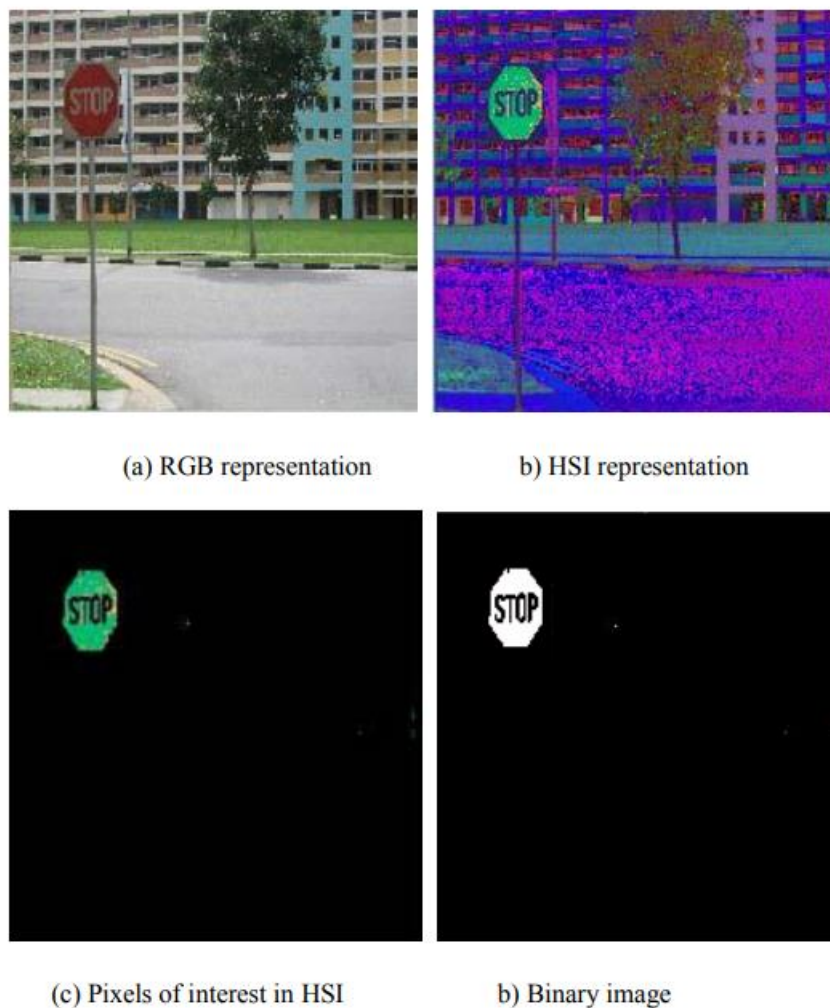 STOP
STOP
(a) RGB representation
b) HSI representation
STOP
STOP
(c) Pixels of interest in HSI
b) Binary image